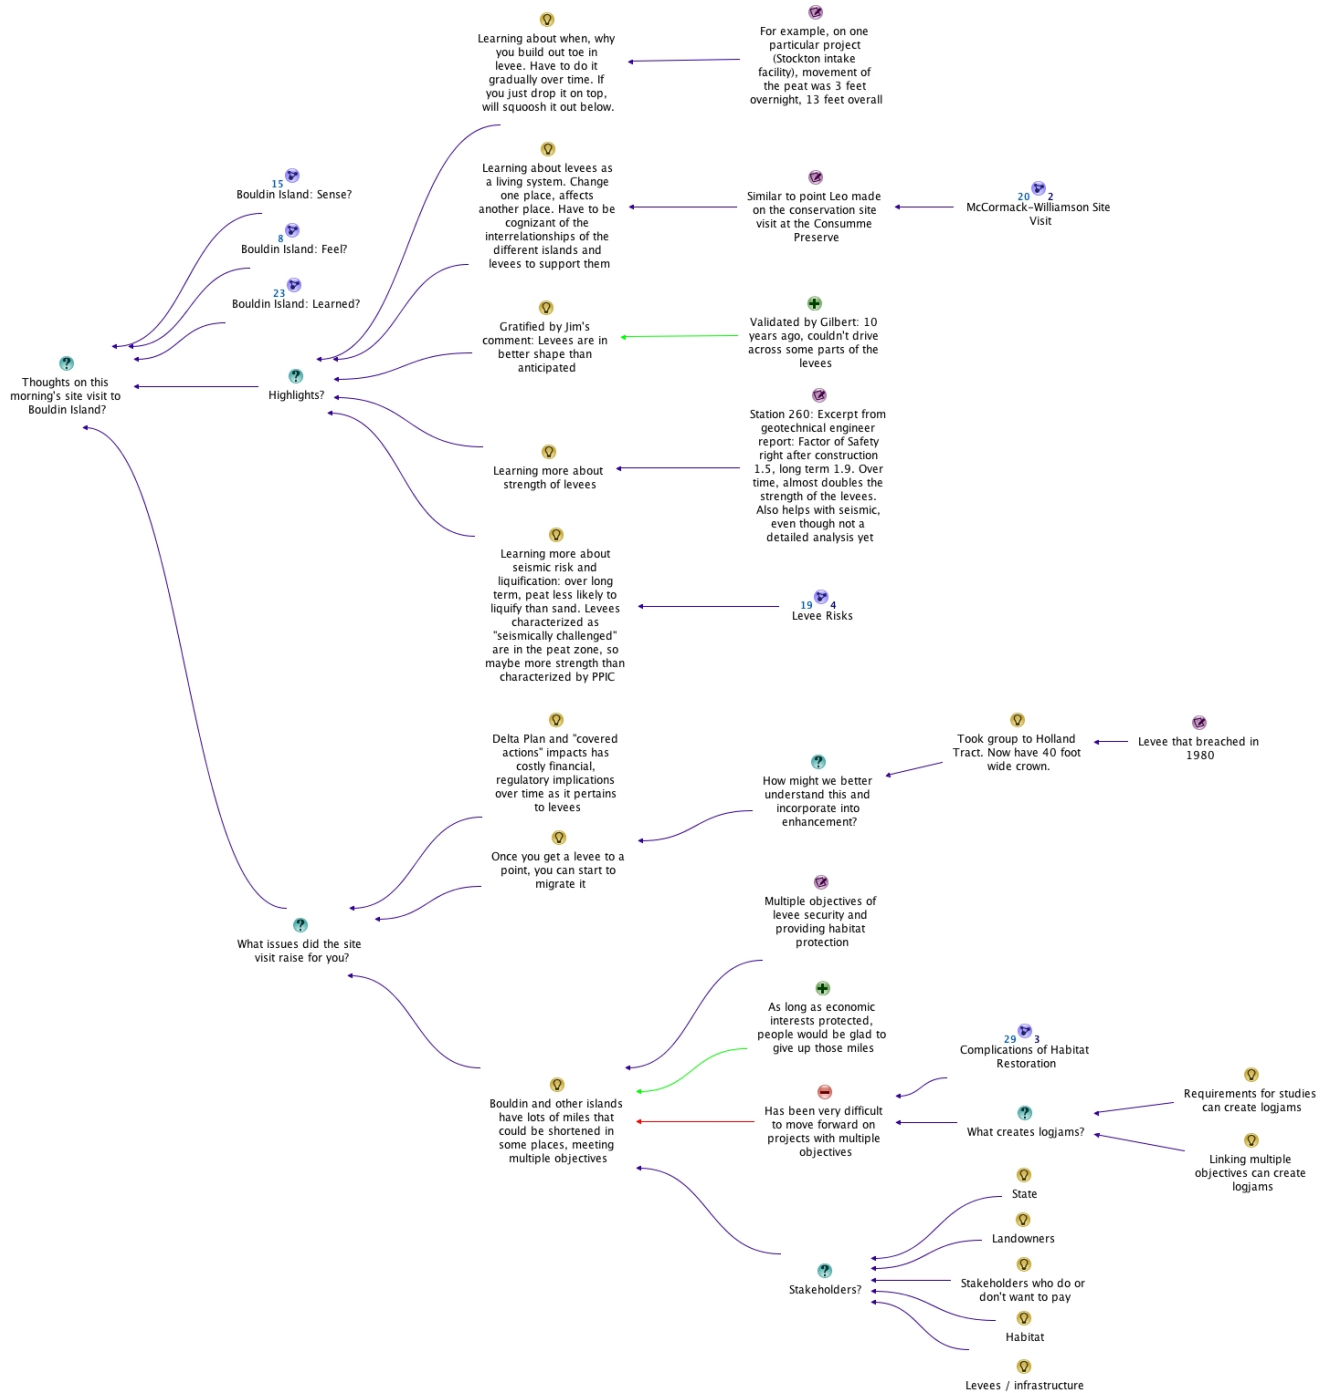 Learning about when, why
you build out toe in
levee. Have to do it
gradually over time. If
you just drop it on top,
will squoosh it out below.
For example, on one
particular project
(Stockton intake
facility), movement of
the peat was 3 feet
overnight, 13 feet overall
15
Bouldin Island: Sense?
8
Bouldin Island: Feel?
23
Bouldin Island: Learned?
Learning about levees as
a living system. Change
one place, affects
another place. Have to be
cognizant of the
interrelationships of the
different islands and
levees to support them
Similar to point Leo made
on the conservation site
visit at the Consumme
Preserve
20 2
McCormack-Williamson Site
Visit
Gratified by Jim's
comment: Levees are in
better shape than
anticipated
Validated by Gilbert: 10
years ago, couldn't drive
across some parts of the
levees
?
Thoughts on this
morning's site visit to
Bouldin Island?
?
Highlights?
Learning more about
strength of levees
Station 260: Excerpt from
geotechnical engineer
report: Factor of Safety
right after construction
1.5, long term 1.9. Over
time, almost doubles the
strength of the levees.
Also helps with seismic,
even though not a
detailed analysis yet
Learning more about
seismic risk and
liquification: over long
term, peat less likely to
liquify than sand. Levees
characterized as
"seismically challenged"
are in the peat zone, so
maybe more strength than
characterized by PPIC
19 4
Levee Risks
Delta Plan and "covered
actions" impacts has
costly financial,
regulatory implications
over time as it pertains
to levees
?
How might we better
understand this and
incorporate into
enhancement?
Took group to Holland
Tract. Now have 40 foot
wide crown.
Levee that breached in
1980
Once you get a levee to a
point, you can start to
migrate it
?
What issues did the site
visit raise for you?
Multiple objectives of
levee security and
providing habitat
protection
As long as economic
interests protected,
people would be glad to
give up those miles
Bouldin and other islands
have lots of miles that
could be shortened in
some places, meeting
multiple objectives
Has been very difficult
to move forward on
projects with multiple
objectives
29 3
Complications of Habitat
Restoration
?
What creates logjams?
Requirements for studies
can create logjams
Linking multiple
objectives can create
logjams
?
Stakeholders?
State
Landowners
Stakeholders who do or
don't want to pay
Habitat
Levees / infrastructure